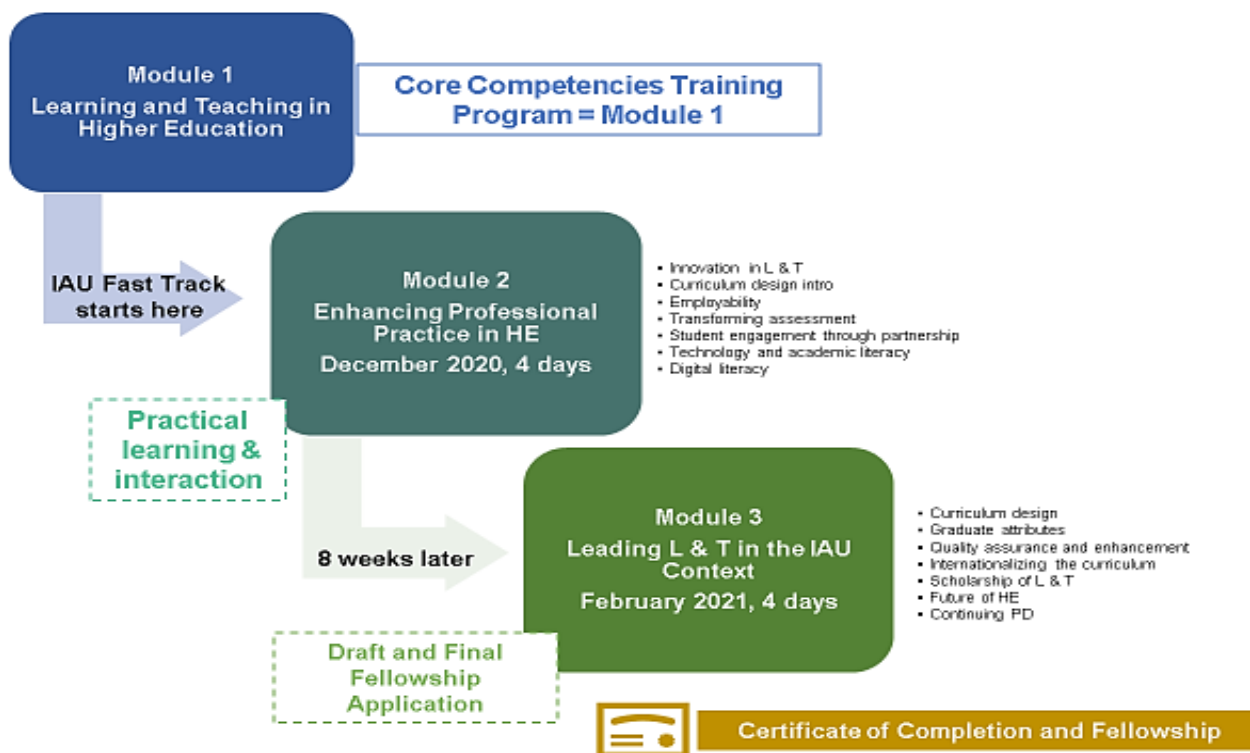 Module 1
Learning and Teaching in
Higher Education
Core Competencies Training
Program = Module 1
IAU Fast Track
starts here
Module 2
Enhancing Professional
Practice in HE
December 2020, 4 days
• Innovation in L & T
• Curriculum design intro
• Employability
• Transforming assessment
• Student engagement through partnership
• Technology and academic literacy
• Digital literacy
Practical
learning &
interaction
8 weeks later
Module 3
Leading L & T in the IAU
Context
February 2021, 4 days
• Curriculum design
• Graduate attributes
• Quality assurance and enhancement
• Internationalizing the curriculum
• Scholarship of L & T
• Future of HE
• Continuing PD
Draft and Final
Fellowship
Application
Certificate of Completion and Fellowship